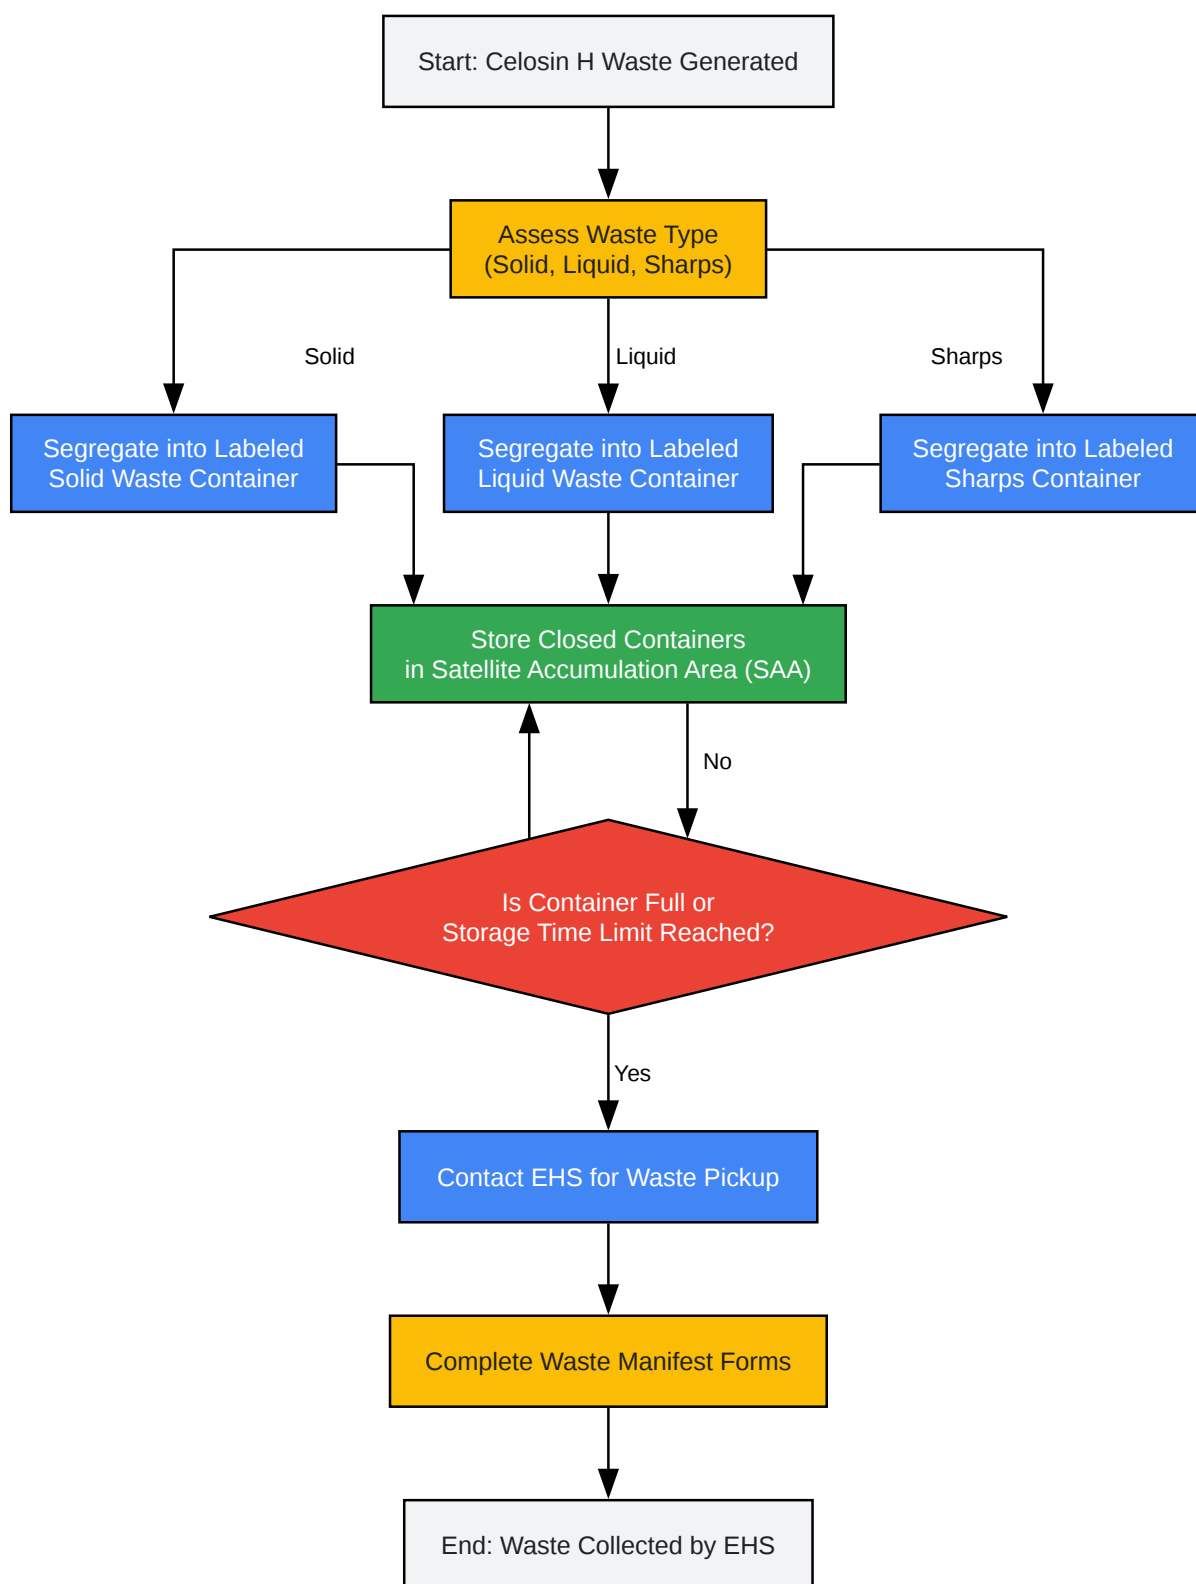 Start: Celosin H Waste Generated
Assess Waste Type
(Solid, Liquid, Sharps)
Solid
Liquid
Sharps
Segregate into Labeled
Solid Waste Container
Segregate into Labeled
Liquid Waste Container
Segregate into Labeled
Sharps Container
Store Closed Containers
in Satellite Accumulation Area (SAA)
No
Is Container Full or
Storage Time Limit Reached?
Yes
Contact EHS for Waste Pickup
Complete Waste Manifest Forms
End: Waste Collected by EHS